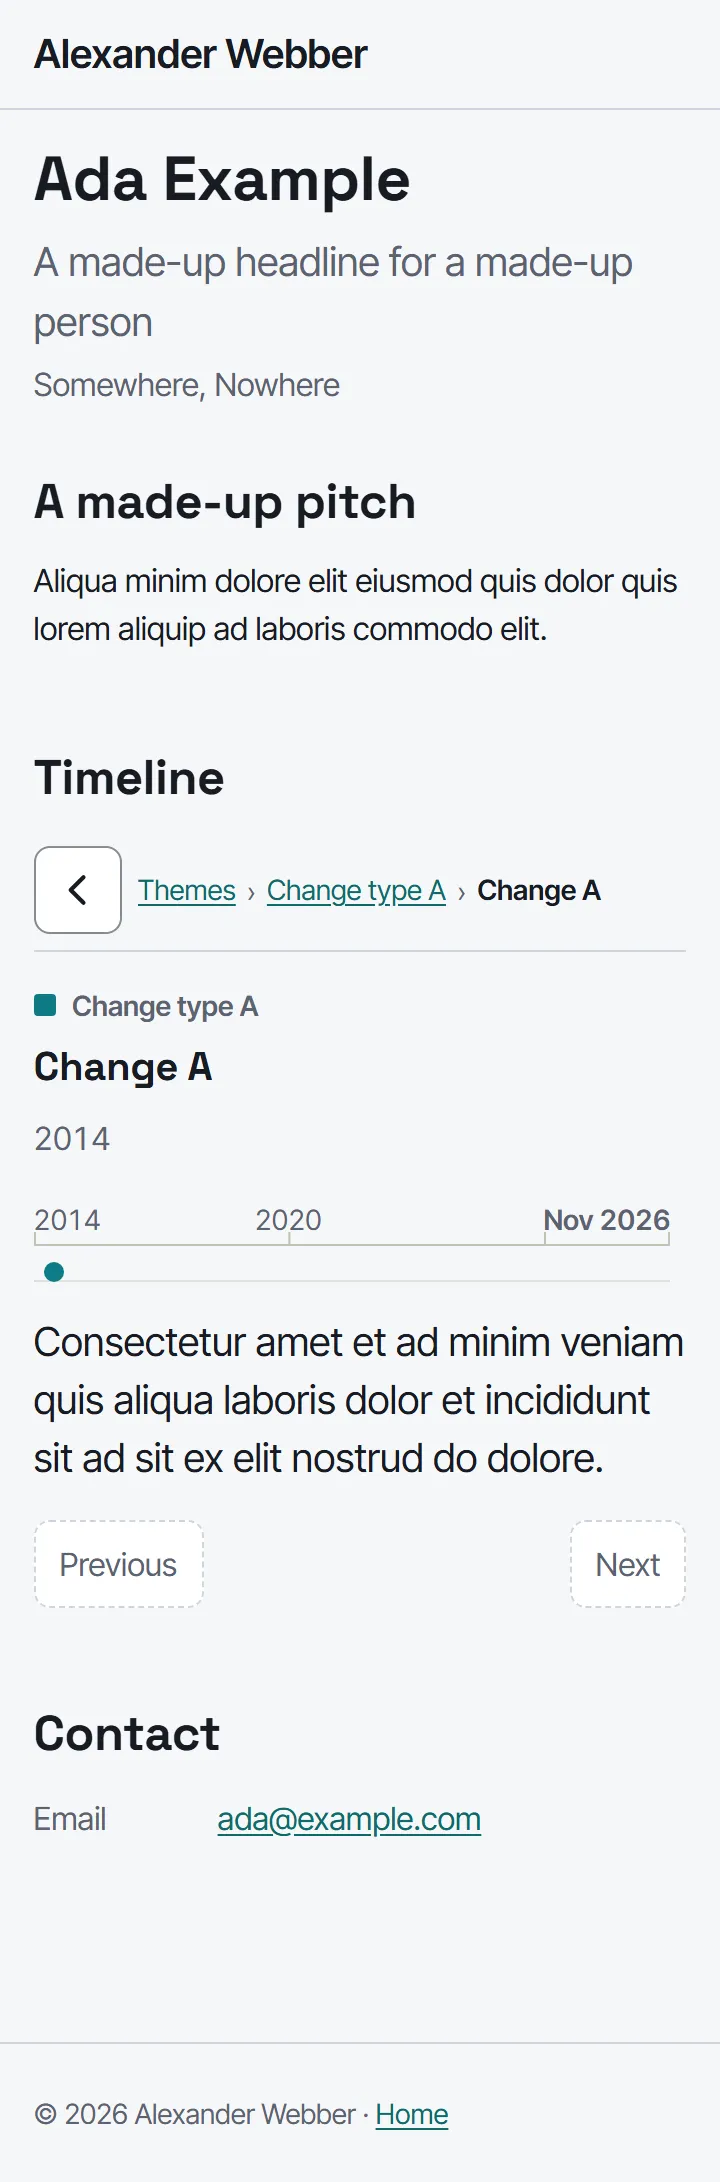 Alexander Webber
Ada Example
A made-up headline for a made-up
person
Somewhere, Nowhere
A made-up pitch
Aliqua minim dolore elit eiusmod quis dolor quis
lorem aliquip ad laboris commodo elit.
Timeline
Themes › Change type A › Change A
Change type A
Change A
2014
2014 2020 Nov 2026
Consectetur amet et ad minim veniam
quis aliqua laboris dolor et incididunt
sit ad sit ex elit nostrud do dolore.
Previous Next
Contact
Email ada@example.com
© 2026 Alexander Webber · Home